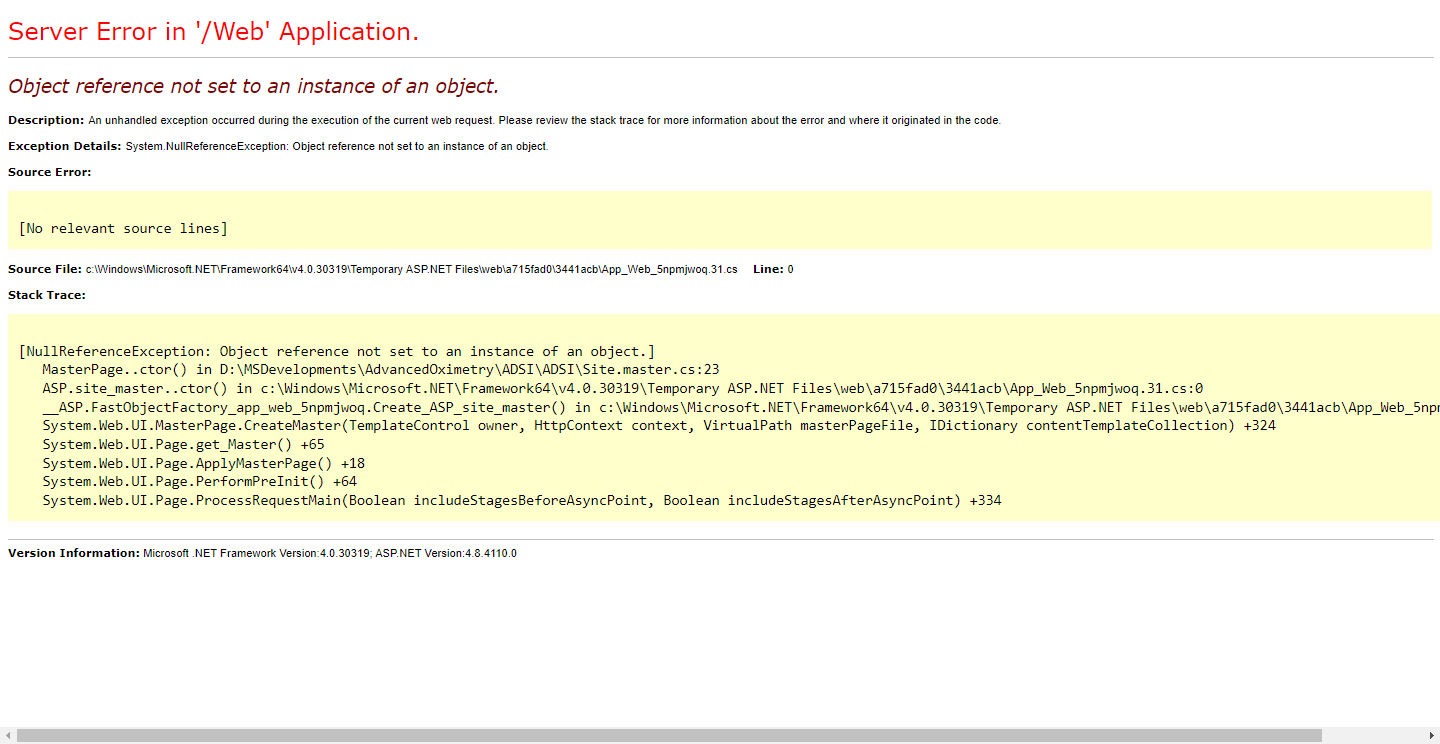 Server Error in '/Web' Application.
Object reference not set to an instance of an object.
Description: An unhandled exception occurred during the execution of the current web request. Please review the stack trace for more information about the error and where it originated in the code.
Exception Details: System.NullReferenceException: Object reference not set to an instance of an object.
Source Error:
[No relevant source lines]
Source File: c:\Windows\Microsoft.NET\Framework64\v4.0.30319\Temporary ASP.NET Files\web\a715fad0\3441acb\App_Web_5npmjwoq.31.cs    Line: 0
Stack Trace:
[NullReferenceException: Object reference not set to an instance of an object.]
   MasterPage..ctor() in D:\MSDevelopments\AdvancedOximetry\ADSI\ADSI\Site.master.cs:23
   ASP.site_master..ctor() in c:\Windows\Microsoft.NET\Framework64\v4.0.30319\Temporary ASP.NET Files\web\a715fad0\3441acb\App_Web_5npmjwoq.31.cs:0
   __ASP.FastObjectFactory_app_web_5npmjwoq.Create_ASP_site_master() in c:\Windows\Microsoft.NET\Framework64\v4.0.30319\Temporary ASP.NET Files\web\a715fad0\3441acb\App_Web_5np
   System.Web.UI.MasterPage.CreateMaster(TemplateControl owner, HttpContext context, VirtualPath masterPageFile, IDictionary contentTemplateCollection) +324
   System.Web.UI.Page.get_Master() +65
   System.Web.UI.Page.ApplyMasterPage() +18
   System.Web.UI.Page.PerformPreInit() +64
   System.Web.UI.Page.ProcessRequestMain(Boolean includeStagesBeforeAsyncPoint, Boolean includeStagesAfterAsyncPoint) +334
Version Information: Microsoft .NET Framework Version:4.0.30319; ASP.NET Version:4.8.4110.0